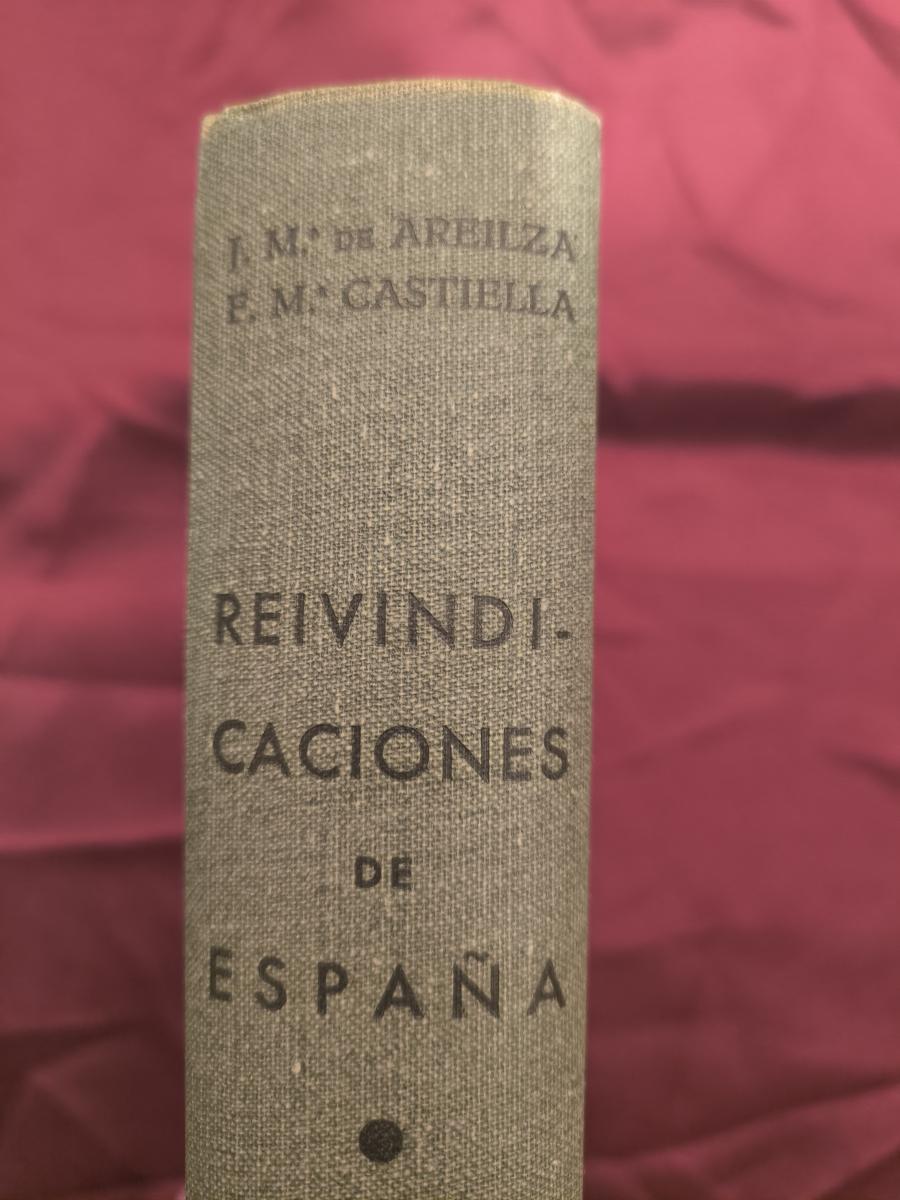 J. M.ª DE AREILZA
F. M.ª CASTIELLA
REIVINDI-
CACIONES
DE
ESPAÑA